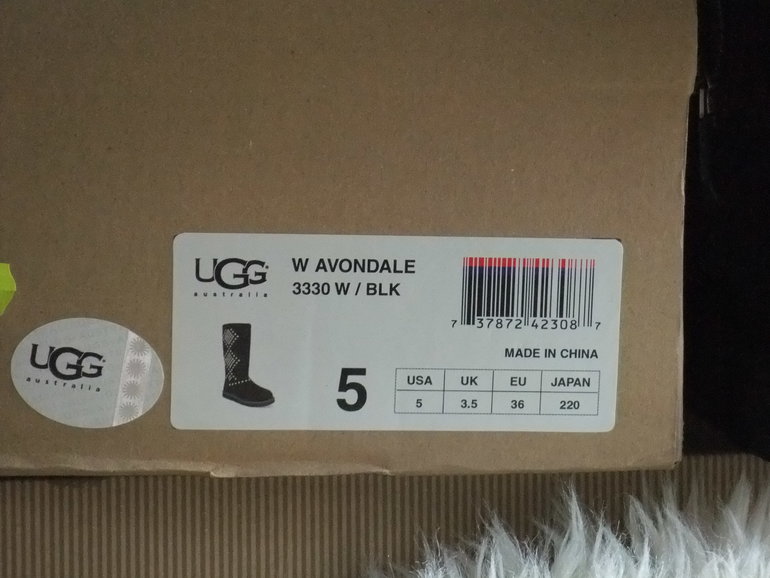 UGG
australia
W AVONDALE
3330 W / BLK
7 37872 42308 7
MADE IN CHINA
5
USA UK EU JAPAN
5 3.5 36 220
UGG
australia